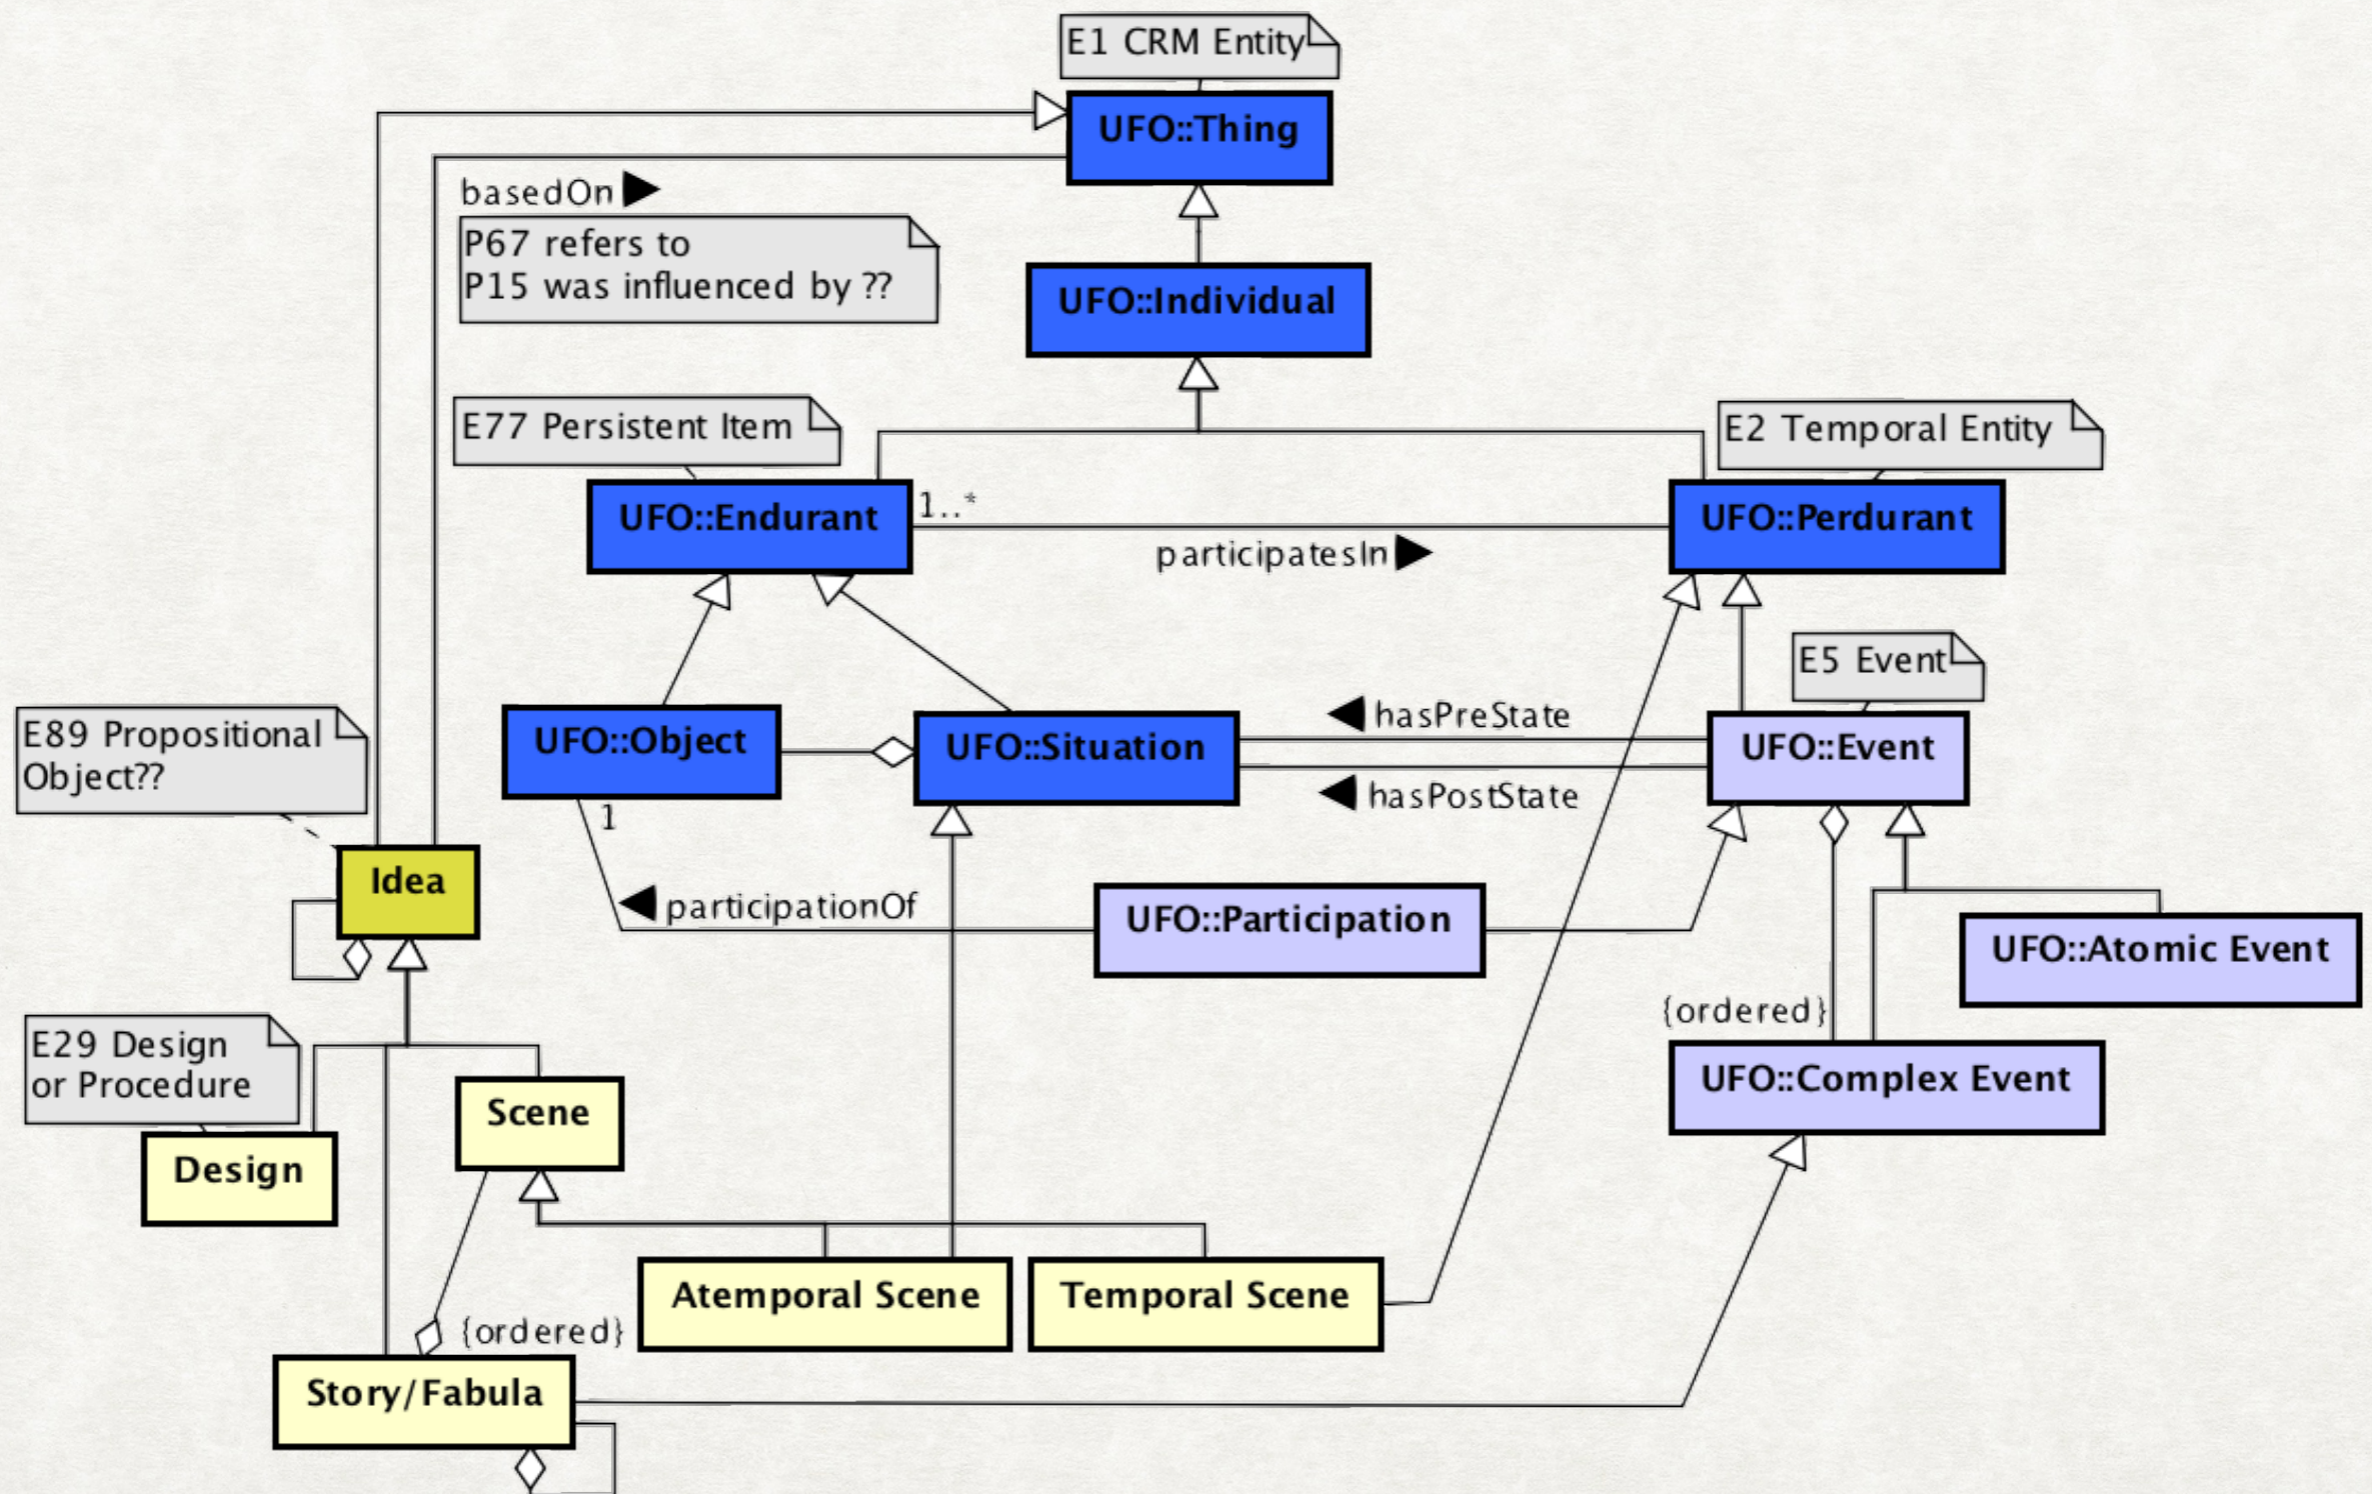 E1 CRM Entity
UFO::Thing
basedOn
P67 refers to
P15 was influenced by ??
UFO::Individual
E77 Persistent Item
E2 Temporal Entity
UFO::Endurant
1..*
participatesIn
UFO::Perdurant
E5 Event
E89 Propositional
Object??
UFO::Object
UFO::Situation
hasPreState
hasPostState
UFO::Event
1
Idea
participationOf
UFO::Participation
UFO::Atomic Event
{ordered}
E29 Design
or Procedure
Scene
UFO::Complex Event
Design
Atemporal Scene
Temporal Scene
{ordered}
Story/Fabula